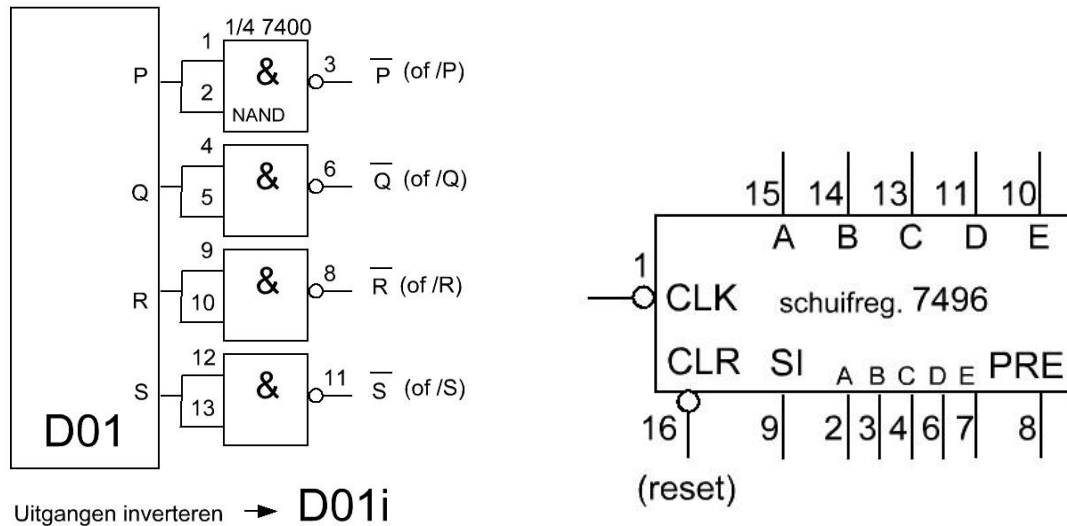 1/4 7400
1
P
&
3
P (of /P)
2
NAND
4
Q
&
6
Q (of /Q)
5
9
R
&
8
R (of /R)
10
12
S
&
11
S (of /S)
13
D01
Uitgangen inverteren → D01i
15 14 13 11 10
A B C D E
1
CLK schuifreg. 7496
CLR SI A B C D E PRE
16 9 2 3 4 6 7 8
(reset)